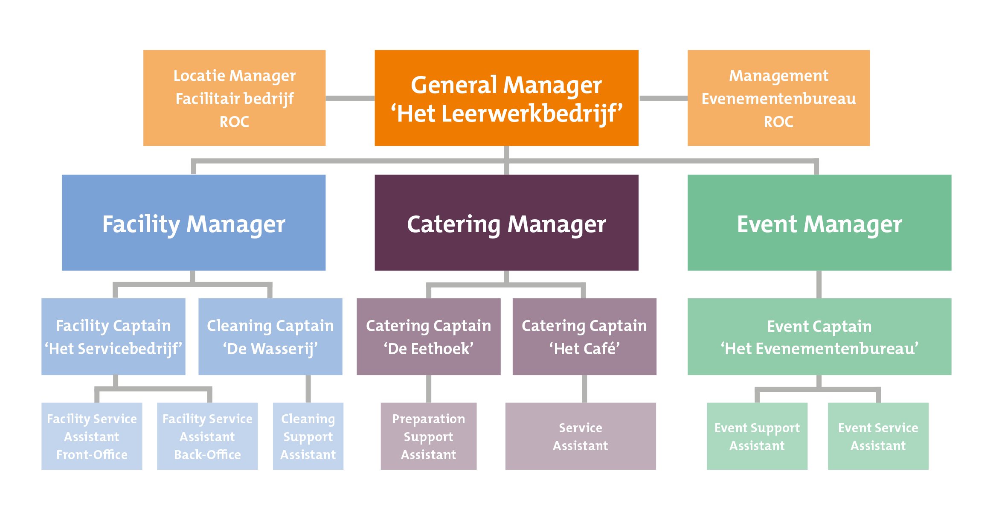 Locatie Manager
Facilitair bedrijf
ROC
General Manager
‘Het Leerwerkbedrijf’
Management
Evenementenbureau
ROC
Facility Manager
Catering Manager
Event Manager
Facility Captain
‘Het Servicebedrijf’
Cleaning Captain
‘De Wasserij’
Catering Captain
‘De Eethoek’
Catering Captain
‘Het Café’
Event Captain
‘Het Evenementenbureau’
Facility Service
Assistant
Front-Office
Facility Service
Assistant
Back-Office
Cleaning
Support
Assistant
Preparation
Support
Assistant
Service
Assistant
Event Support
Assistant
Event Service
Assistant